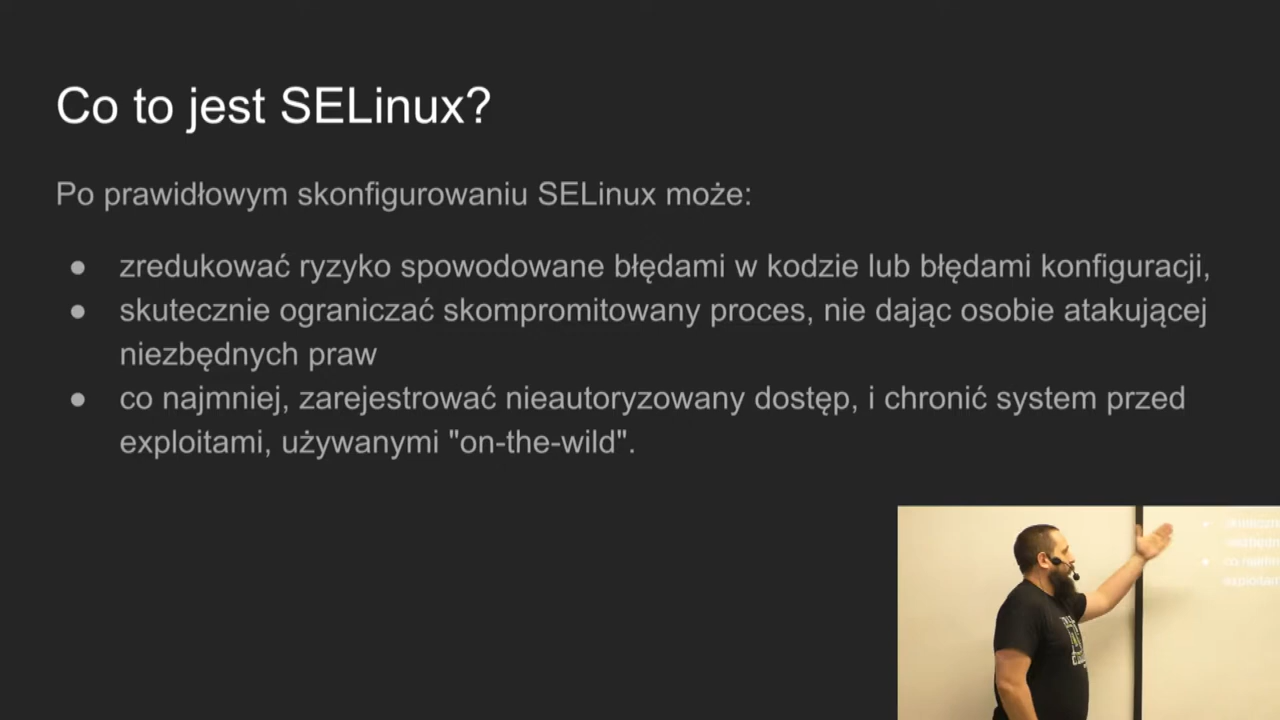 Co to jest SELinux?
Po prawidłowym skonfigurowaniu SELinux może:
● zredukować ryzyko spowodowane błędami w kodzie lub błędami konfiguracji,
● skutecznie ograniczać skompromitowany proces, nie dając osobie atakującej
niezbędnych praw
● co najmniej, zarejestrować nieautoryzowany dostęp, i chronić system przed
exploitami, używanymi "on-the-wild".